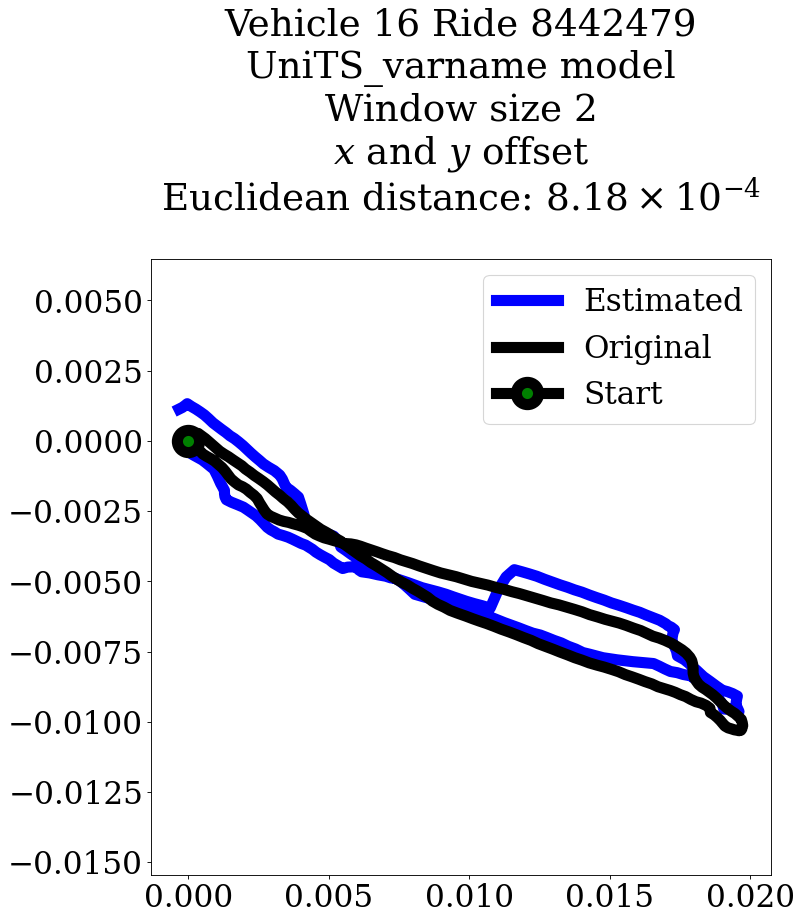 Vehicle 16 Ride 8442479
UniTS_varname model
Window size 2
x and y offset
Euclidean distance: 8.18 × 10⁻⁴
Estimated
Original
Start
0.0050
0.0025
0.0000
−0.0025
−0.0050
−0.0075
−0.0100
−0.0125
−0.0150
0.000 0.005 0.010 0.015 0.020